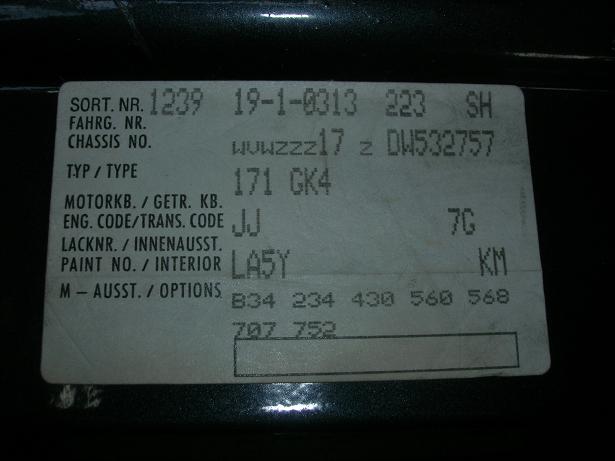 SORT. NR. 1239 19-1-0313 223 SH
FAHRG. NR.
CHASSIS NO. WVWZZZ17 Z DW532757
TYP / TYPE 171 GK4
MOTORKB. / GETR. KB.
ENG. CODE/TRANS. CODE JJ 7G
LACKNR. / INNENAUSST.
PAINT NO. / INTERIOR LA5Y KM
M – AUSST. / OPTIONS B34 234 430 560 568
707 752